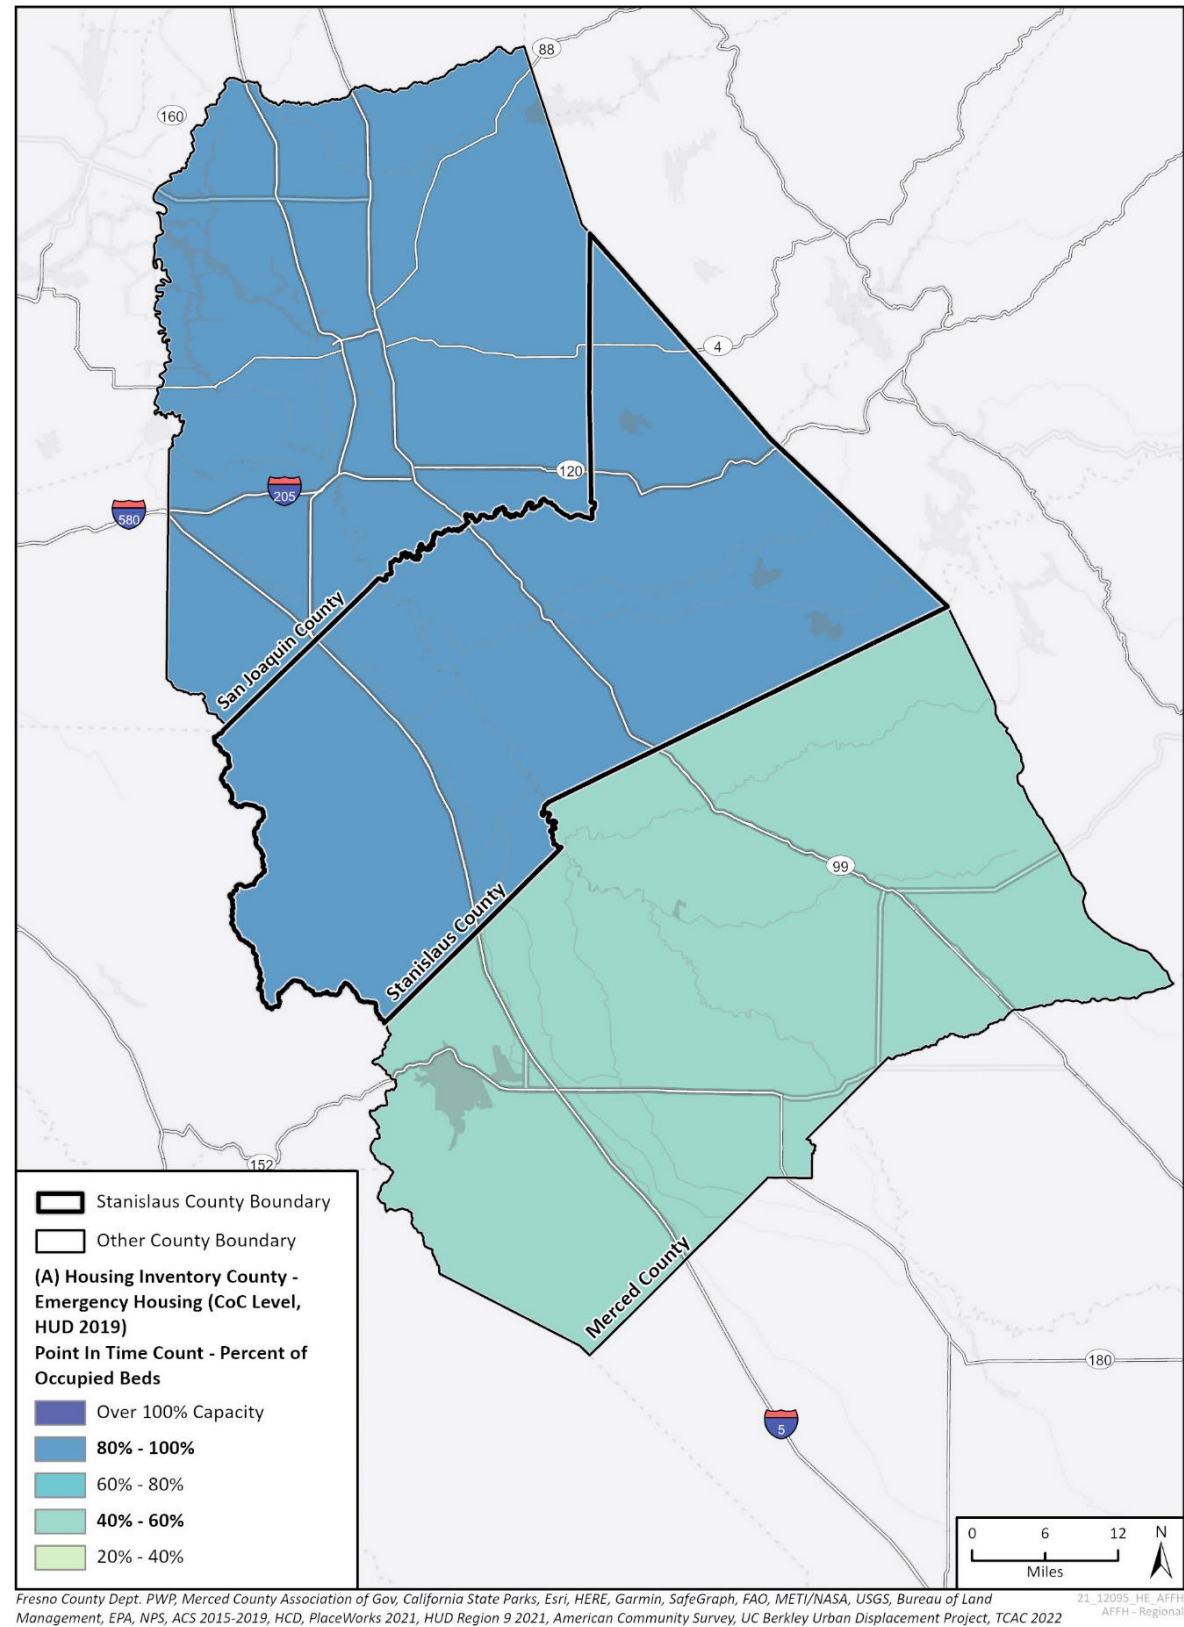 88
160
4
120
205
580
San Joaquin County
99
Stanislaus County
152
Merced County
180
5
Stanislaus County Boundary
Other County Boundary
(A) Housing Inventory County -
Emergency Housing (CoC Level,
HUD 2019)
Point In Time Count - Percent of
Occupied Beds
Over 100% Capacity
80% - 100%
60% - 80%
40% - 60%
20% - 40%
0 6 12
Miles
N
Fresno County Dept. PWP, Merced County Association of Gov, California State Parks, Esri, HERE, Garmin, SafeGraph, FAO, METI/NASA, USGS, Bureau of Land
Management, EPA, NPS, ACS 2015-2019, HCD, PlaceWorks 2021, HUD Region 9 2021, American Community Survey, UC Berkley Urban Displacement Project, TCAC 2022
21_12095_HE_AFFH
AFFH - Regional